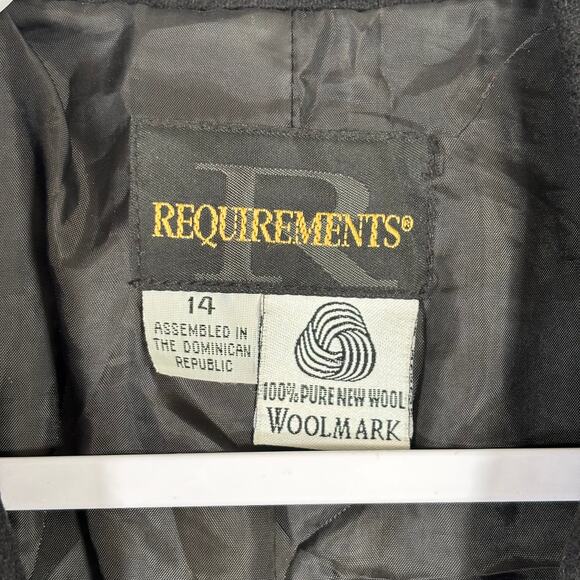 R
REQUIREMENTS®
14
ASSEMBLED IN
THE DOMINICAN
REPUBLIC
100% PURE NEW WOOL
WOOLMARK